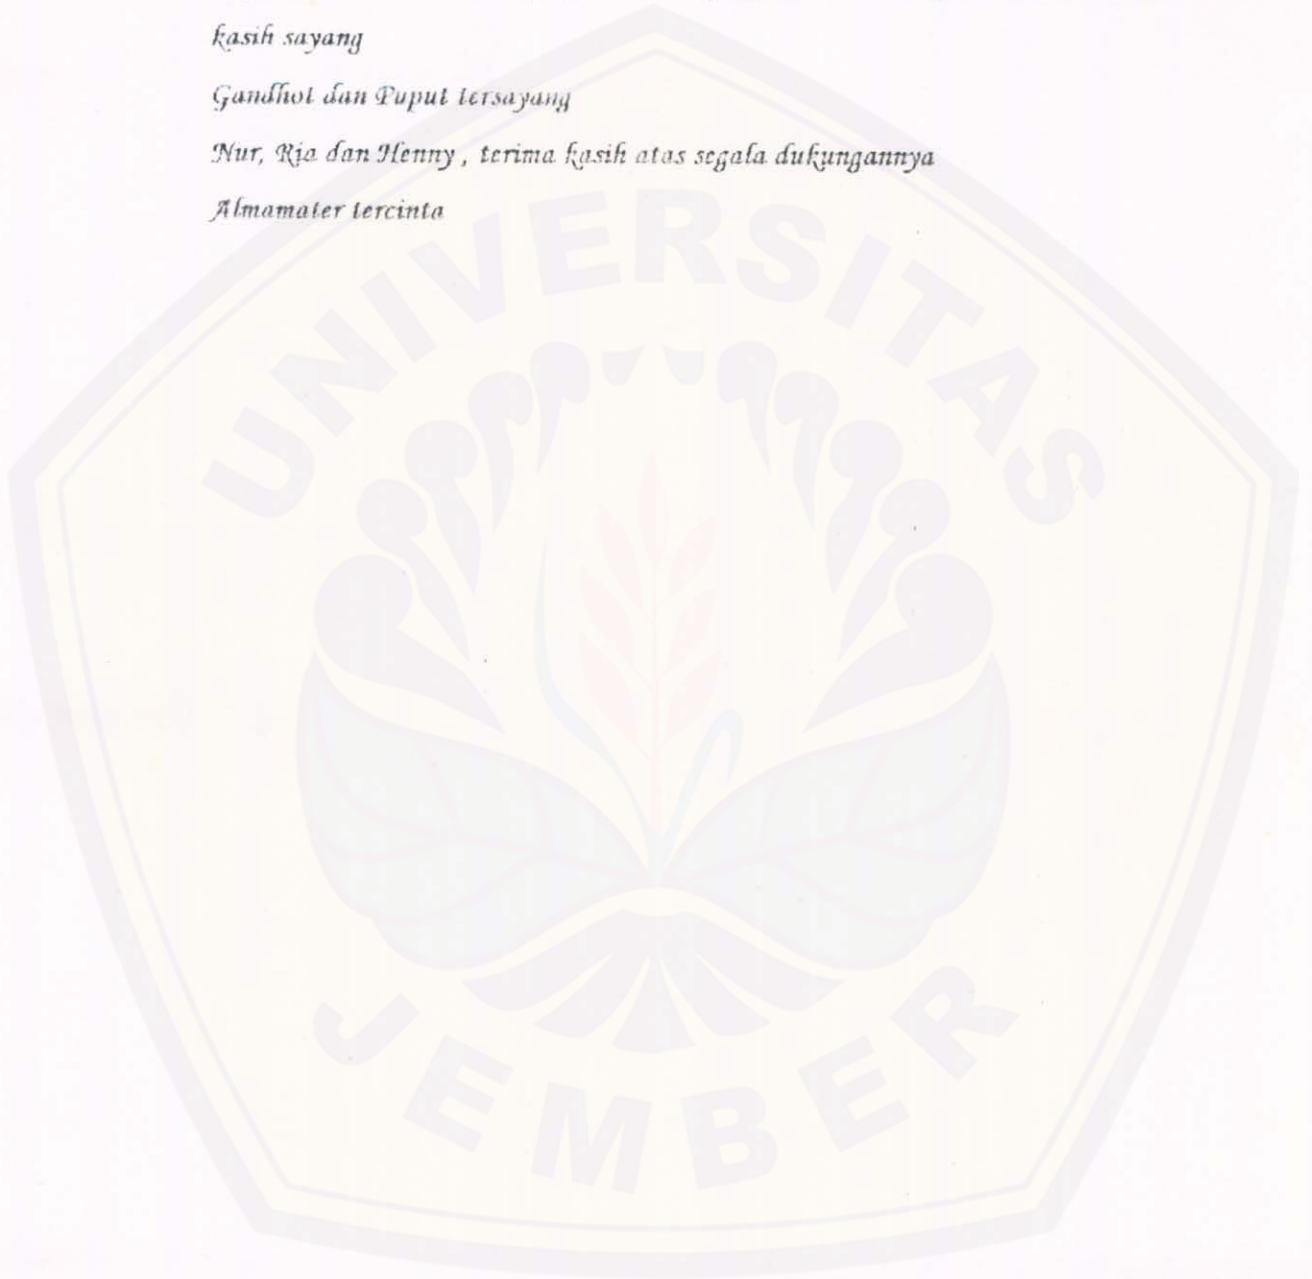 kasih sayang
Gandhot dan Puput tersayang
Nur, Ria dan Henny , terima kasih atas segala dukungannya
Almamater tercinta
UNIVERSITAS
JEMBER